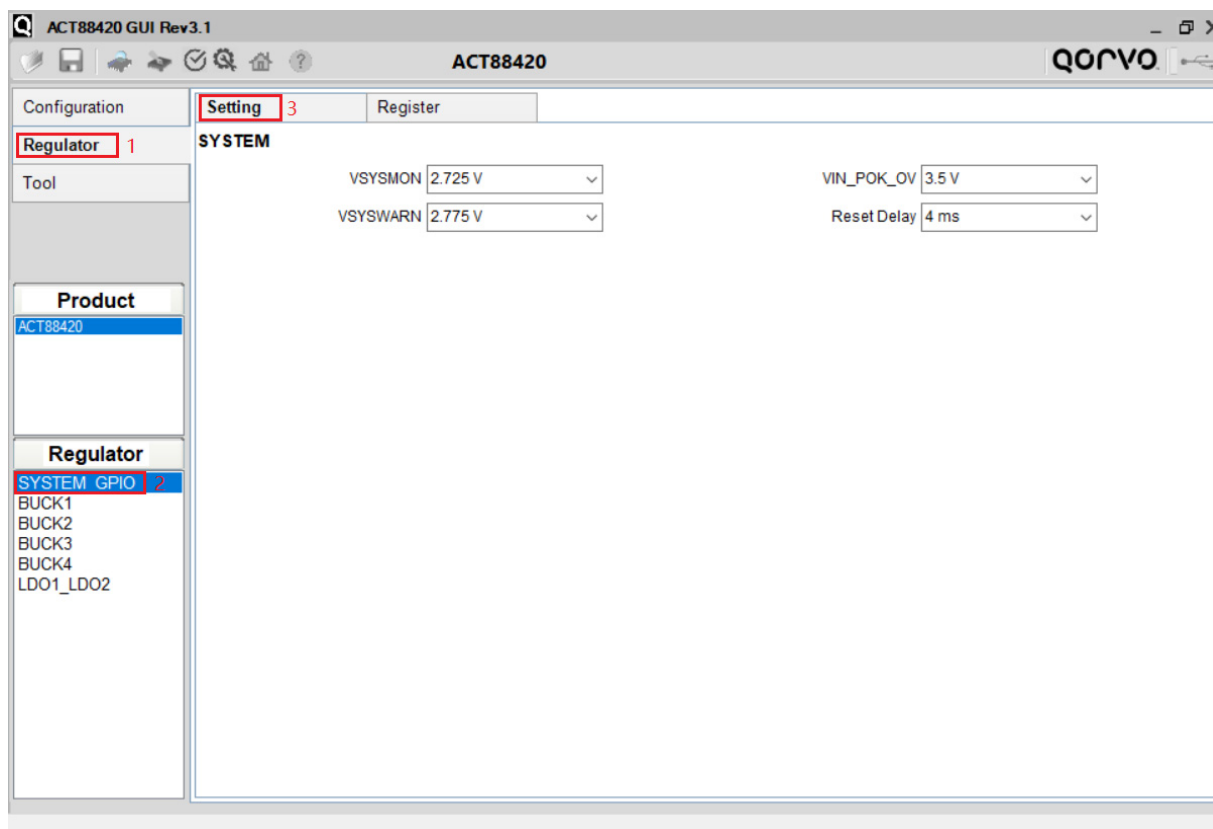 ACT88420 GUI Rev3.1
ACT88420
QORVO
Configuration
Regulator 1
Tool
Setting 3
Register
SYSTEM
VSYSMON 2.725 V
VIN_POK_OV 3.5 V
VSYSWARN 2.775 V
Reset Delay 4 ms
Product
ACT88420
Regulator
SYSTEM_GPIO 2
BUCK1
BUCK2
BUCK3
BUCK4
LDO1_LDO2